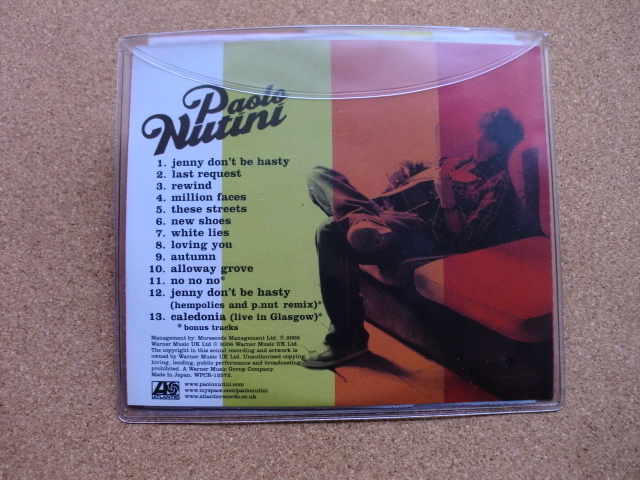 Paolo
Nutini
1. jenny don't be hasty
2. last request
3. rewind
4. million faces
5. these streets
6. new shoes
7. white lies
8. loving you
9. autumn
10. alloway grove
11. no no no*
12. jenny don't be hasty
(hempolics and p.nut remix)*
13. caledonia (live in Glasgow)*
*bonus tracks
Management by: Morsecode Management Ltd. ℗ 2006
Warner Music UK Ltd © 2006 Warner Music UK Ltd.
The copyright in this sound recording and artwork is
owned by Warner Music UK Ltd. Unauthorised copying
hiring, lending, public performance and broadcasting
prohibited. A Warner Music Group Company.
Made In Japan. WPCR-12373.
ATLANTIC
www.paolonutini.com
www.myspace.com/paolonutini
www.atlanticrecords.co.uk